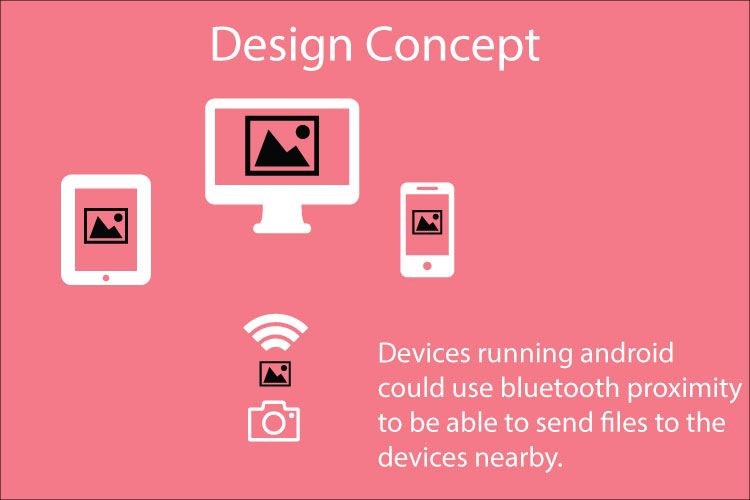 Design Concept
Devices running android
could use bluetooth proximity
to be able to send files to the
devices nearby.